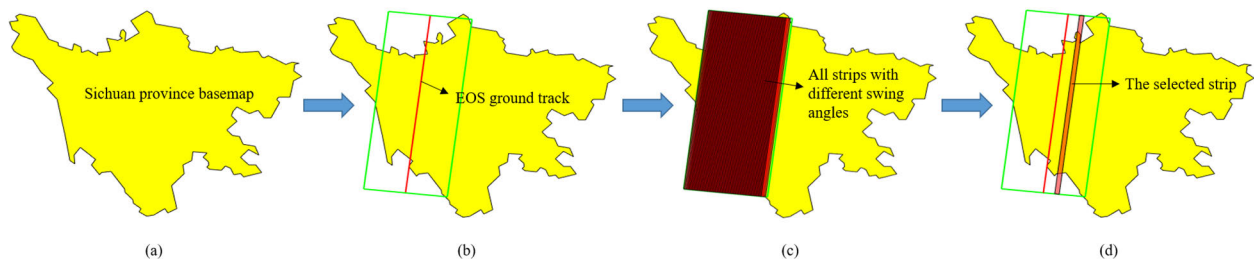 Sichuan province basemap
EOS ground track
All strips with
different swing
angles
The selected strip
(a)
(b)
(c)
(d)